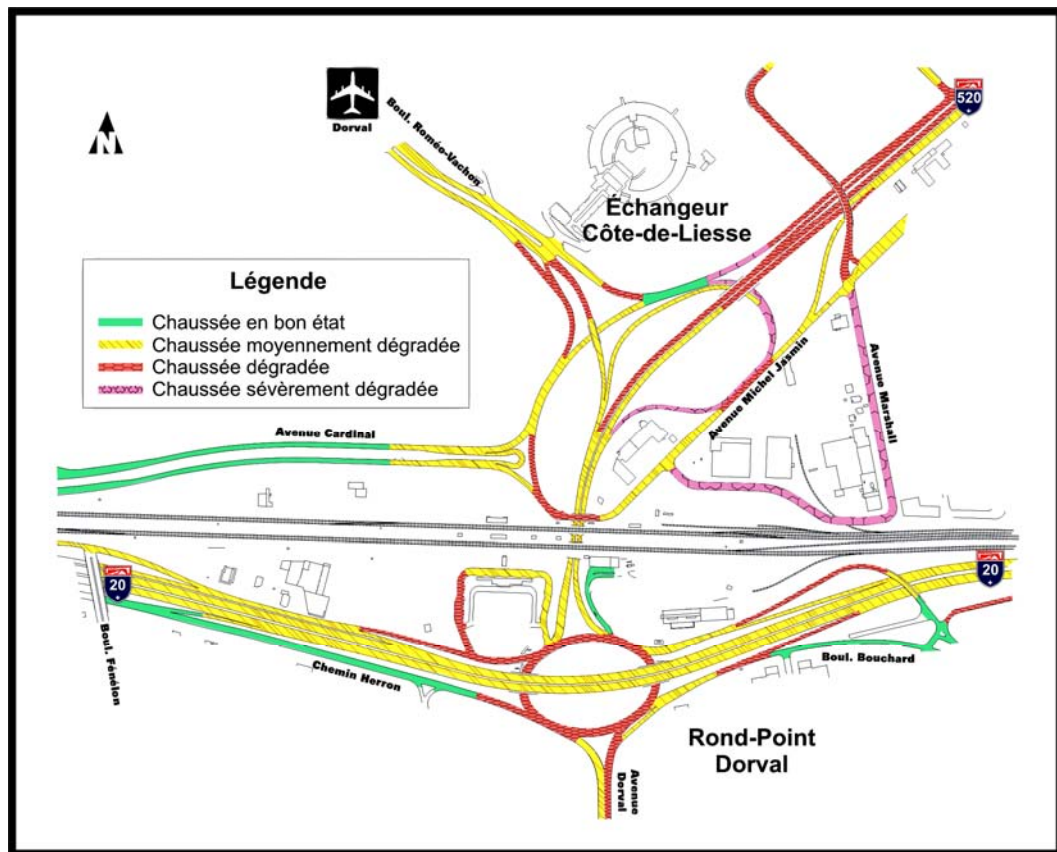 Dorval
N
Boul. Roméo-Vachon
520
Échangeur
Côte-de-Liesse
Légende
Chaussée en bon état
Chaussée moyennement dégradée
Chaussée dégradée
Chaussée sévèrement dégradée
Avenue Michel Jasmin
Avenue Marshall
Avenue Cardinal
20
20
Boul. Fénélon
Chemin Herron
Boul. Bouchard
Rond-Point
Dorval
Avenue
Dorval